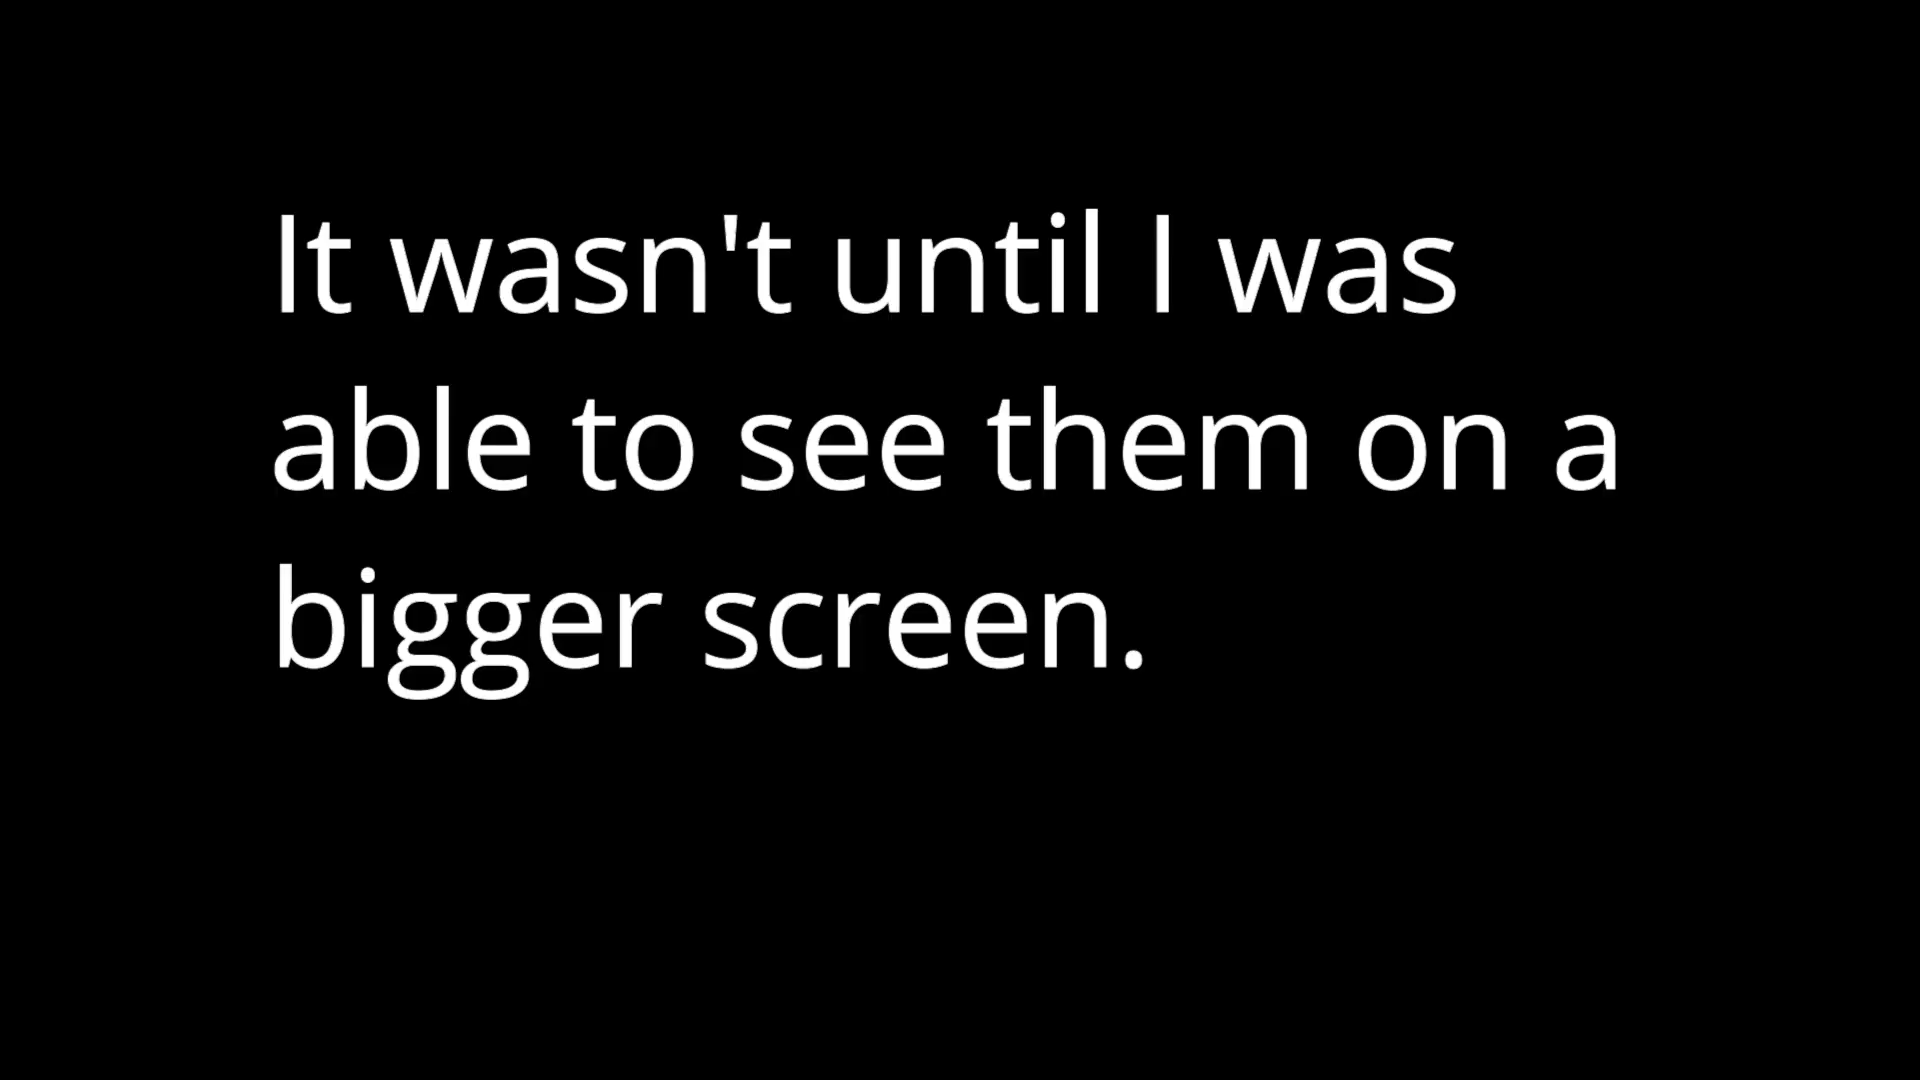 It wasn't until I was
able to see them on a
bigger screen.